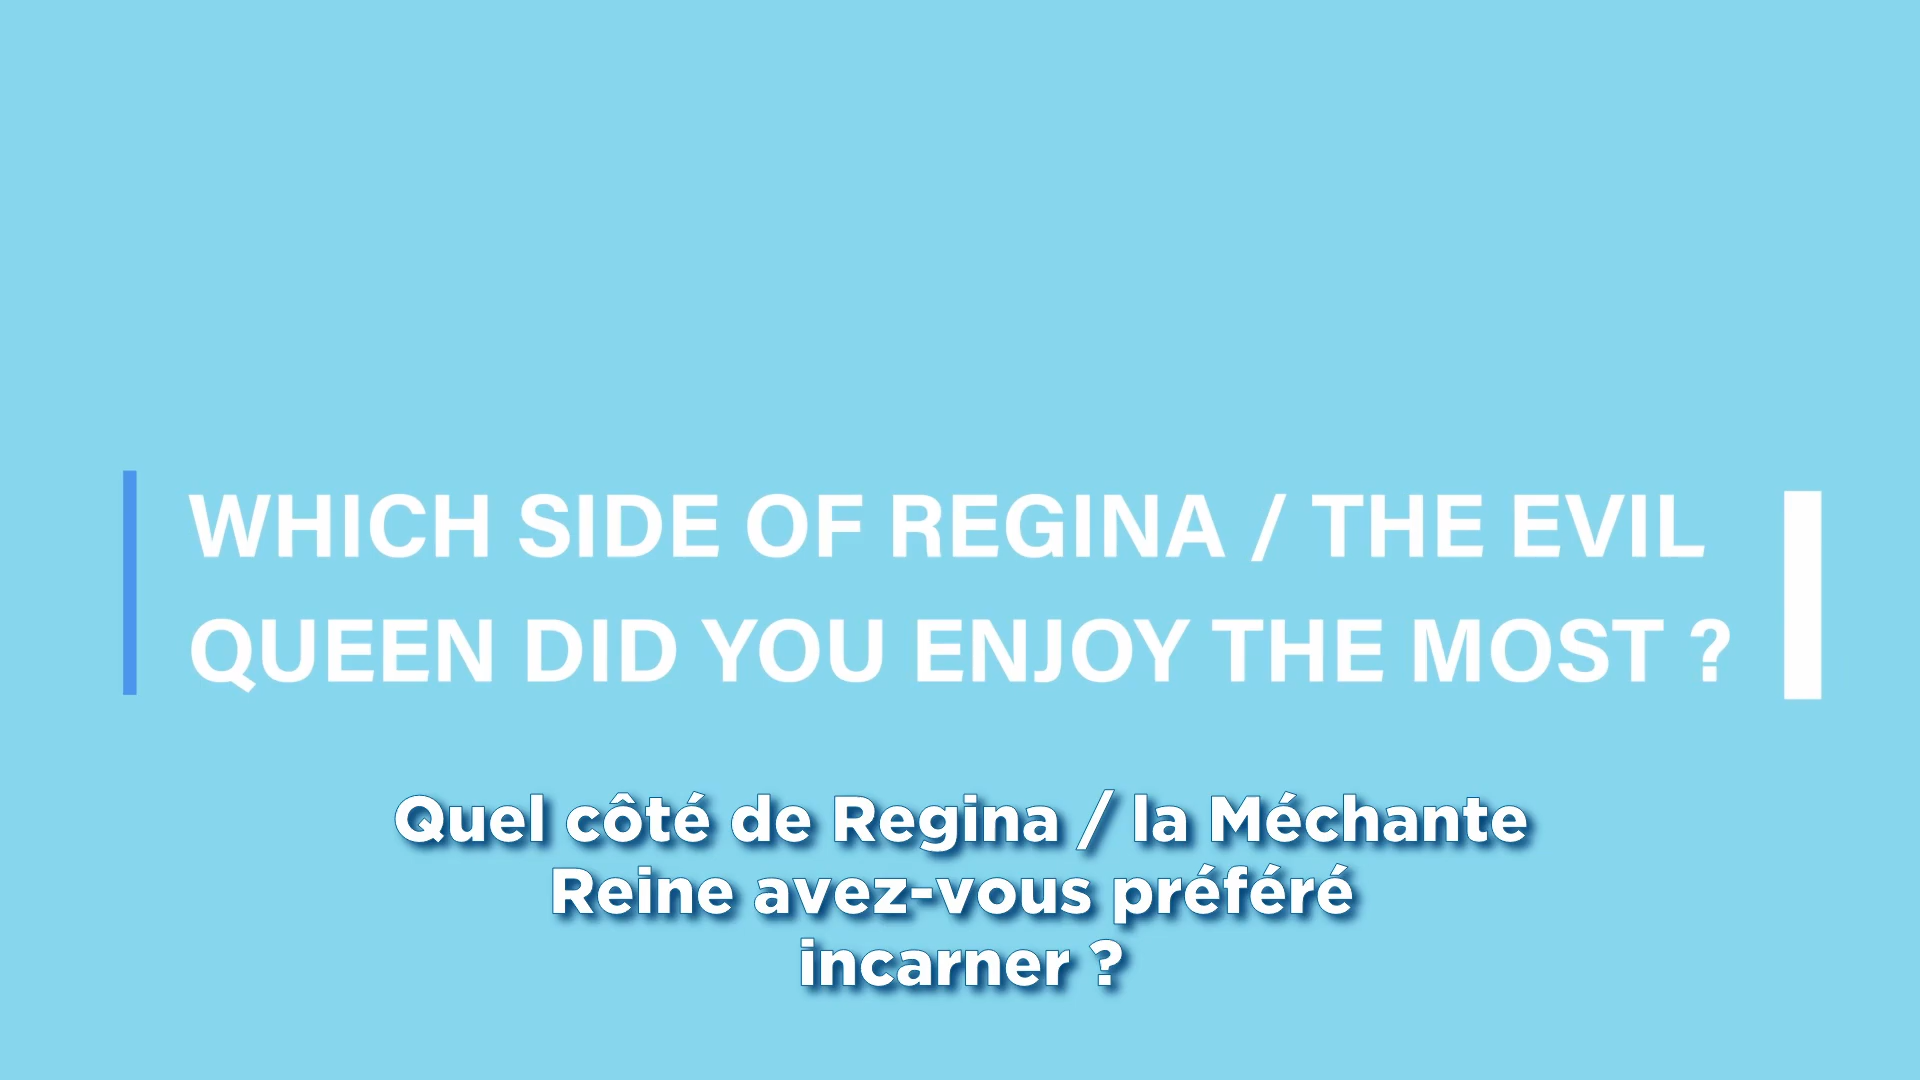 WHICH SIDE OF REGINA / THE EVIL
QUEEN DID YOU ENJOY THE MOST ?
Quel côté de Regina / la Méchante
Reine avez-vous préféré
incarner ?